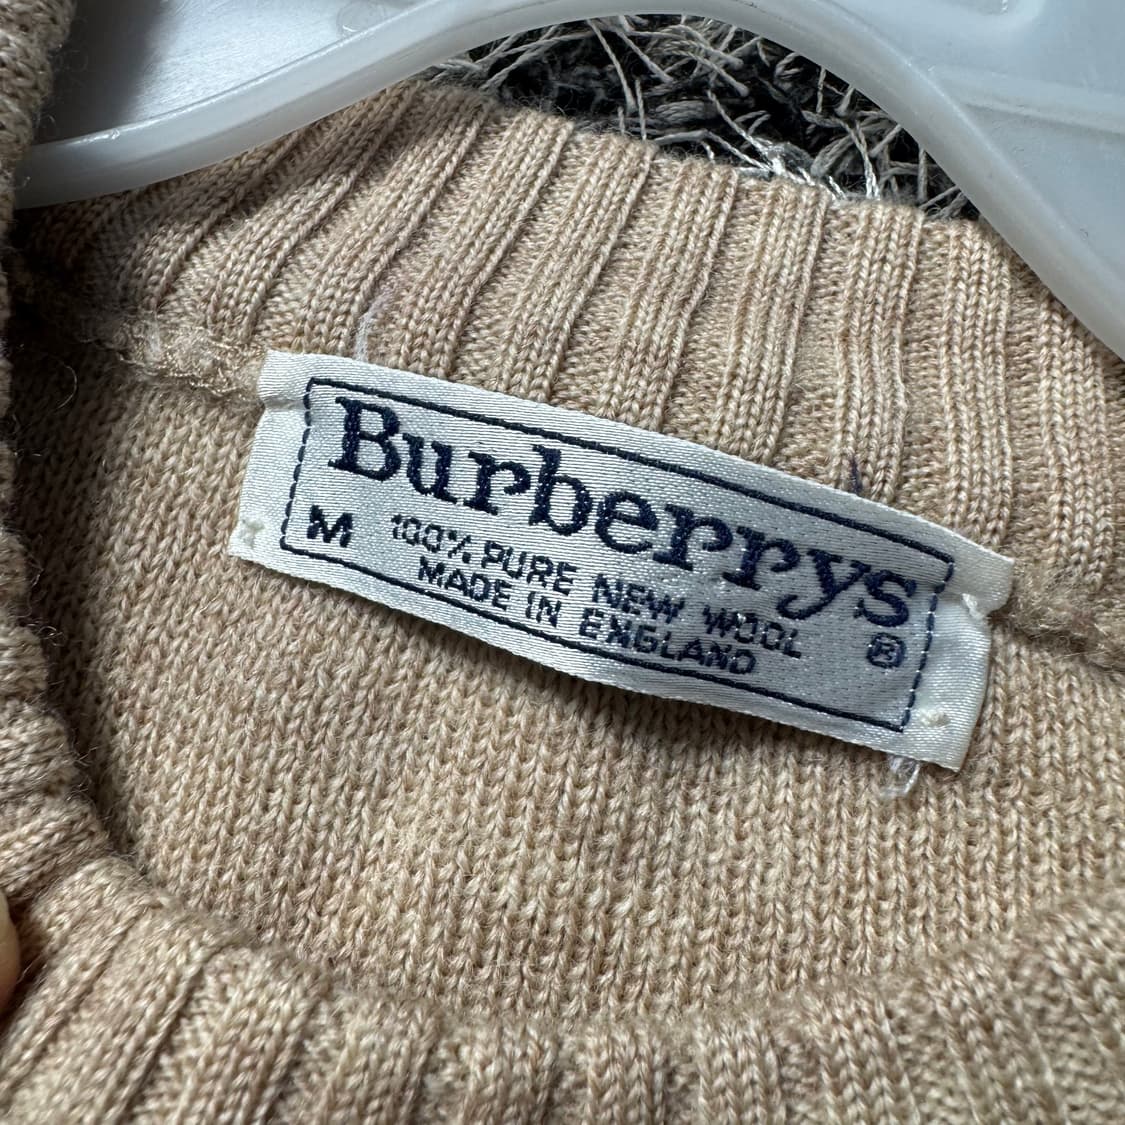 Burberrys
M 100% PURE NEW WOOL ®
MADE IN ENGLAND